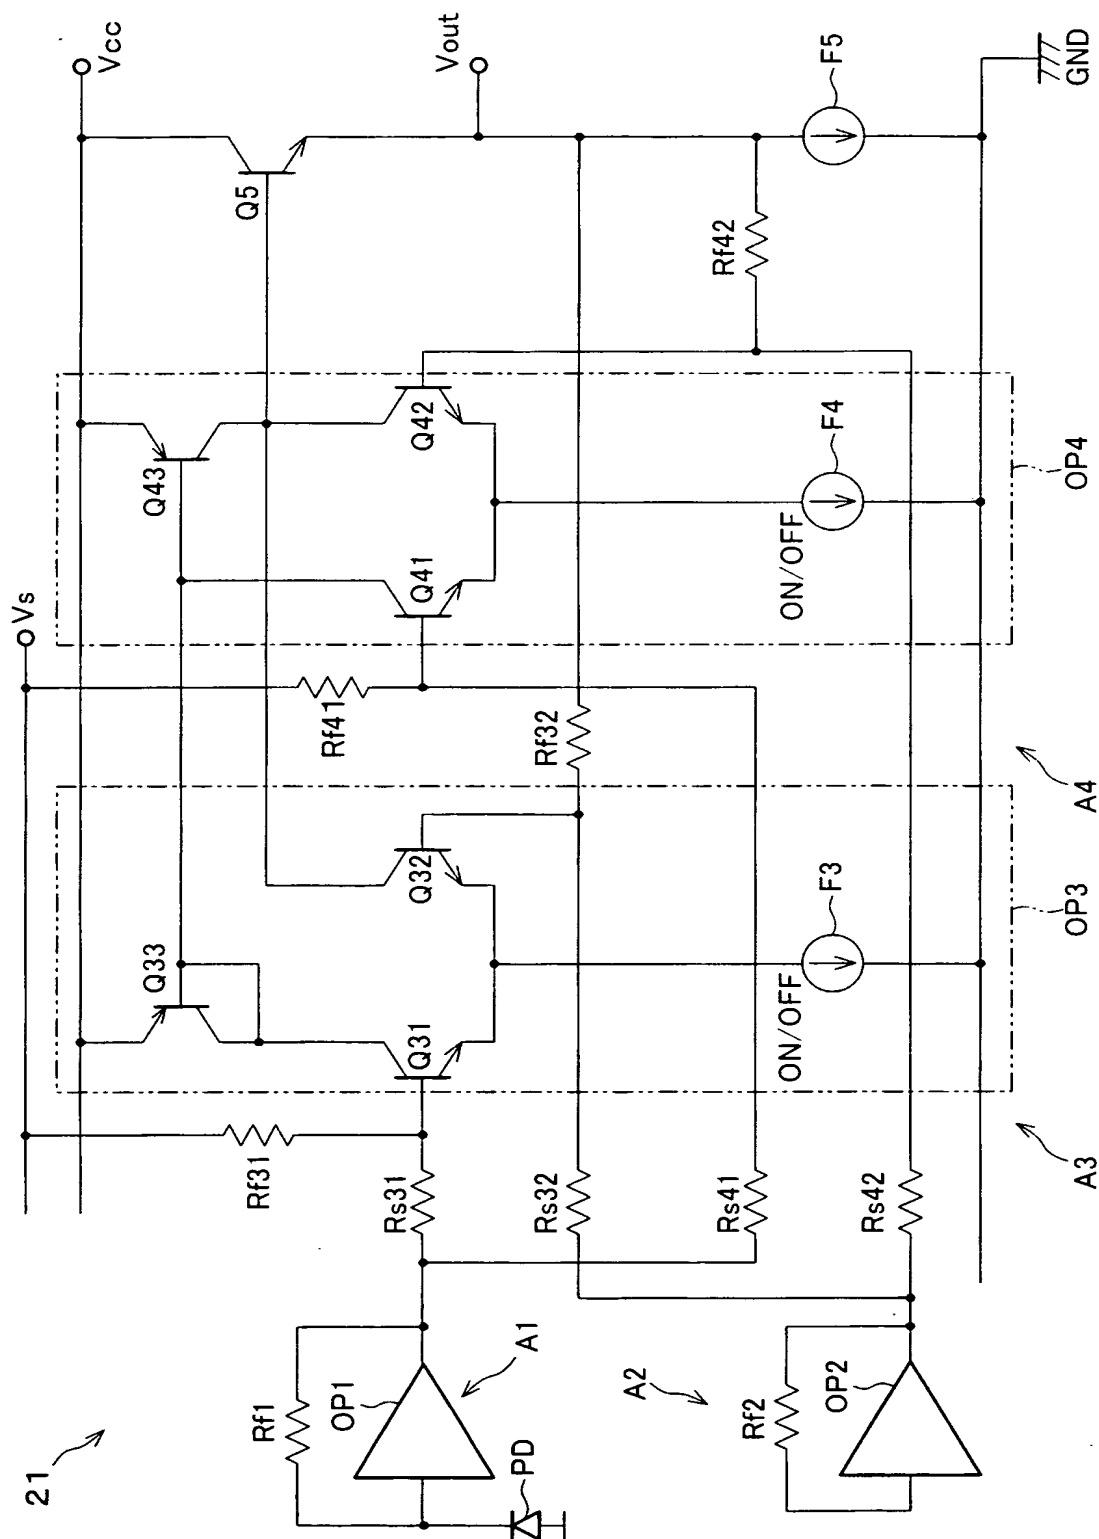 21
Vs
Vcc
Vout
GND
Q5
F5
Rf42
Q43
Q42
Q41
F4
ON/OFF
OP4
Rf41
Rf32
A4
Q33
Q32
Q31
F3
ON/OFF
OP3
A3
Rf31
Rs31
Rs32
Rs41
Rs42
Rf1
OP1
A1
PD
A2
Rf2
OP2